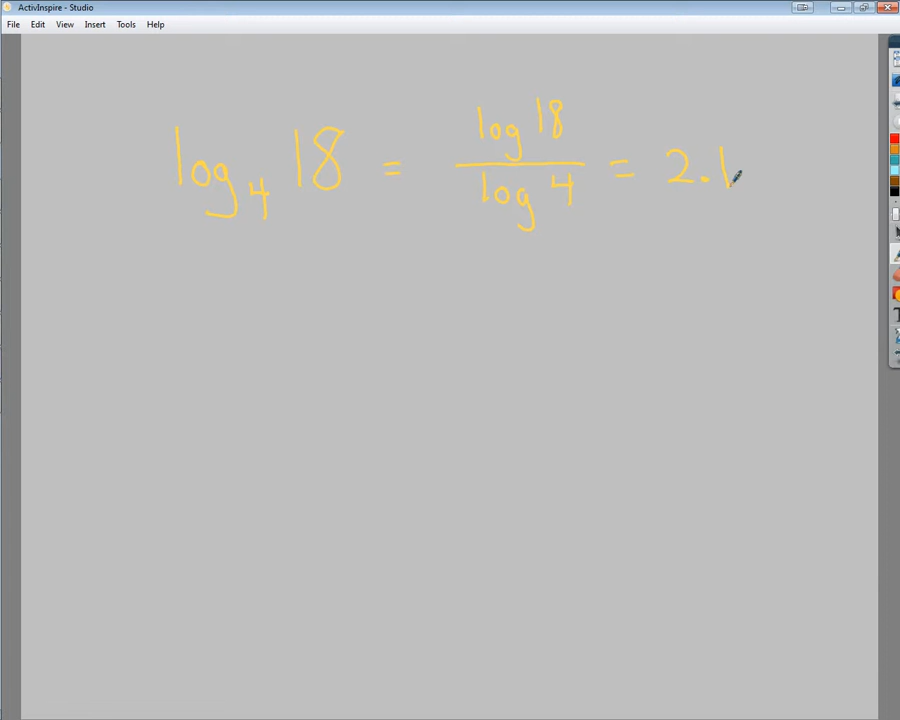 ActivInspire - Studio
File Edit View Insert Tools Help
log₄ 18 = log 18 / log 4 = 2.1